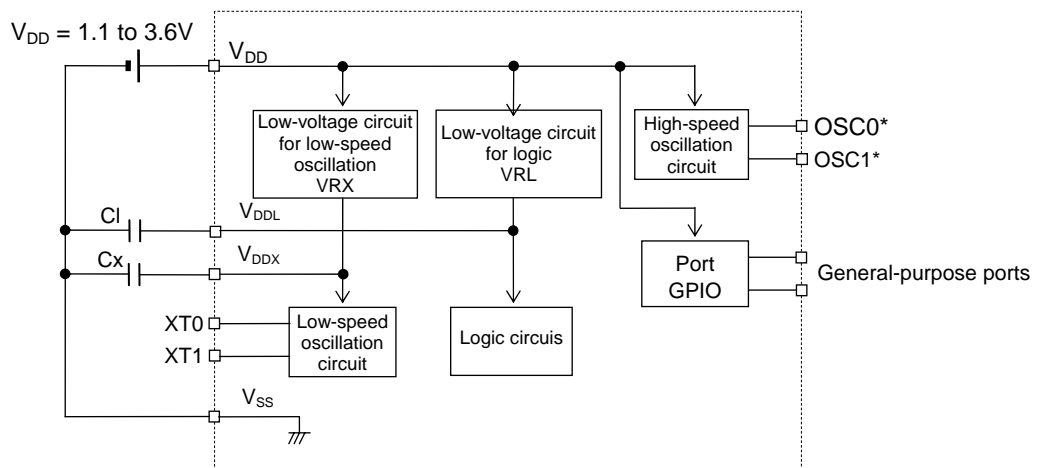 V_DD = 1.1 to 3.6V
V_DD
Low-voltage circuit
for low-speed
oscillation
VRX
Low-voltage circuit
for logic
VRL
High-speed
oscillation
circuit
OSC0*
OSC1*
Cl
V_DDL
Cx
V_DDX
Port
GPIO
General-purpose ports
XT0
XT1
Low-speed
oscillation
circuit
Logic circuis
V_SS